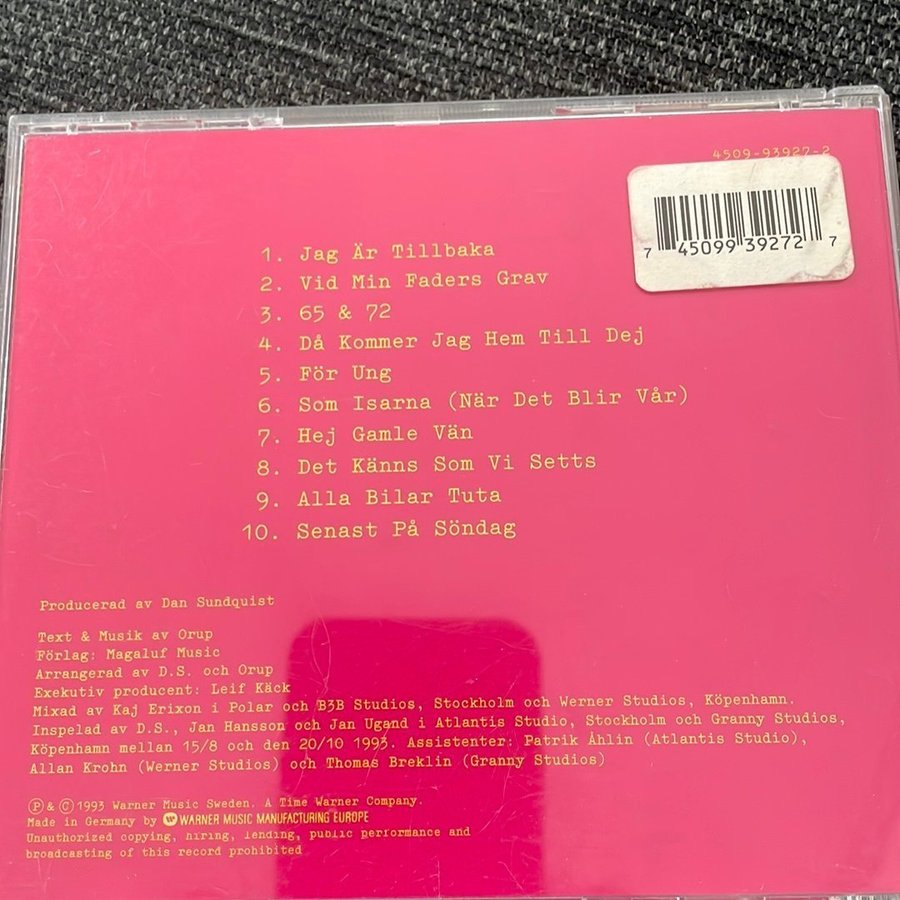 4509-93927-2
7 45099 39272 7
1. Jag Är Tillbaka
2. Vid Min Faders Grav
3. 65 & 72
4. Då Kommer Jag Hem Till Dej
5. För Ung
6. Som Isarna (När Det Blir Vår)
7. Hej Gamle Vän
8. Det Känns Som Vi Setts
9. Alla Bilar Tuta
10. Senast På Söndag
Producerad av Dan Sundquist
Text & Musik av Orup
Förlag: Magaluf Music
Arrangerad av D.S. och Orup
Exekutiv producent: Leif Käck
Mixad av Kaj Erixon i Polar och B3B Studios, Stockholm och Werner Studios, Köpenhamn.
Inspelad av D.S., Jan Hansson och Jan Ugand i Atlantis Studio, Stockholm och Granny Studios,
Köpenhamn mellan 15/8 och den 20/10 1993. Assistenter: Patrik Åhlin (Atlantis Studio),
Allan Krohn (Werner Studios) och Thomas Breklin (Granny Studios)
Ⓟ & © 1993 Warner Music Sweden. A Time Warner Company.
Made in Germany by WARNER MUSIC MANUFACTURING EUROPE
Unauthorized copying, hiring, lending, public performance and
broadcasting of this record prohibited